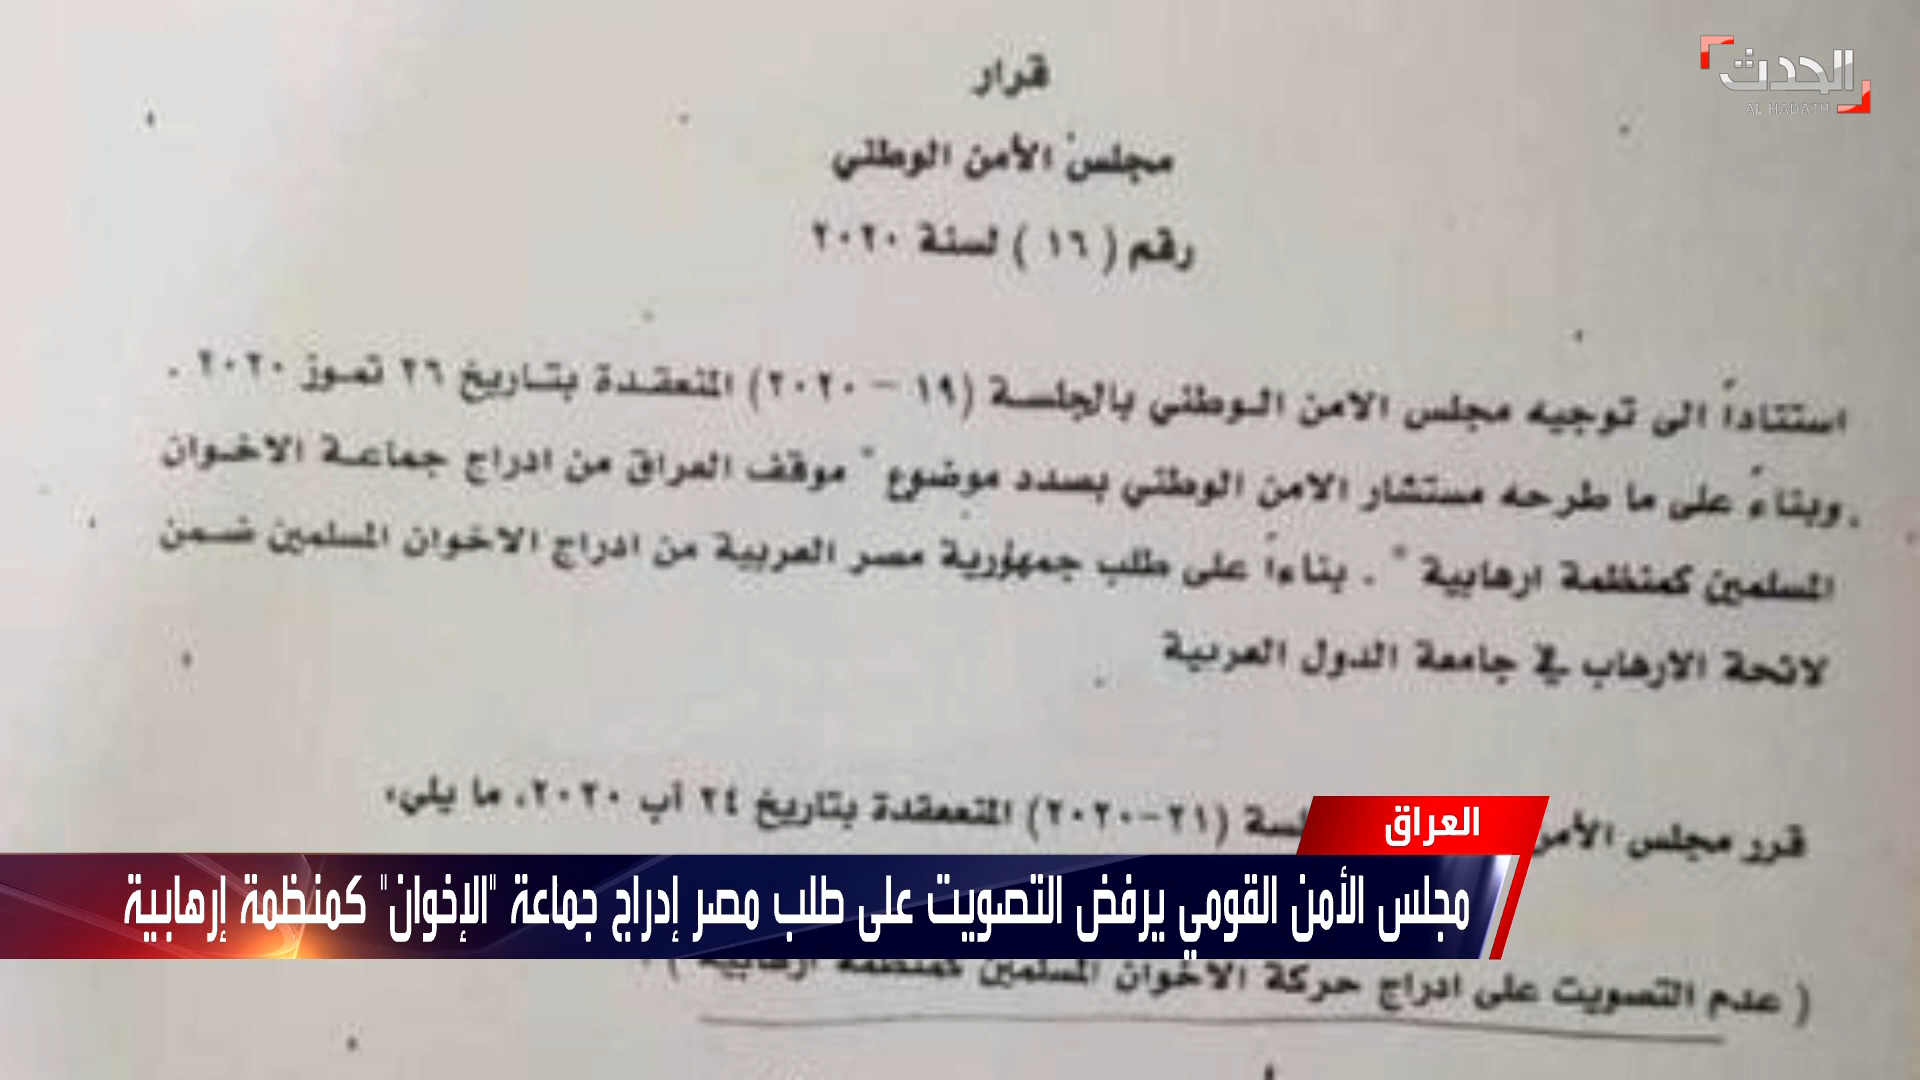 الحدث
AL HADATH
قرار
مجلس الأمن الوطني
رقم ( ١٦ ) لسنة ٢٠٢٠
استناداً الى توجيه مجلس الامن الوطني بالجلسة (١٩ - ٢٠٢٠) المنعقدة بتاريخ ٢٦ تموز ٢٠٢٠ .
وبناءً على ما طرحه مستشار الامن الوطني بصدد موضوع " موقف العراق من ادراج جماعة الاخوان
المسلمين كمنظمة ارهابية " . بناءاً على طلب جمهورية مصر العربية من ادراج الاخوان المسلمين ضمن
لائحة الارهاب في جامعة الدول العربية
قرر مجلس الأمن لسة (٢١-٢٠٢٠) المنعقدة بتاريخ ٢٤ آب ٢٠٢٠، ما يلي:
العراق
مجلس الأمن القومي يرفض التصويت على طلب مصر إدراج جماعة "الإخوان" كمنظمة إرهابية
( عدم التصويت على ادراج حركة الاخوان المسلمين كمنظمة ارهابية ) .